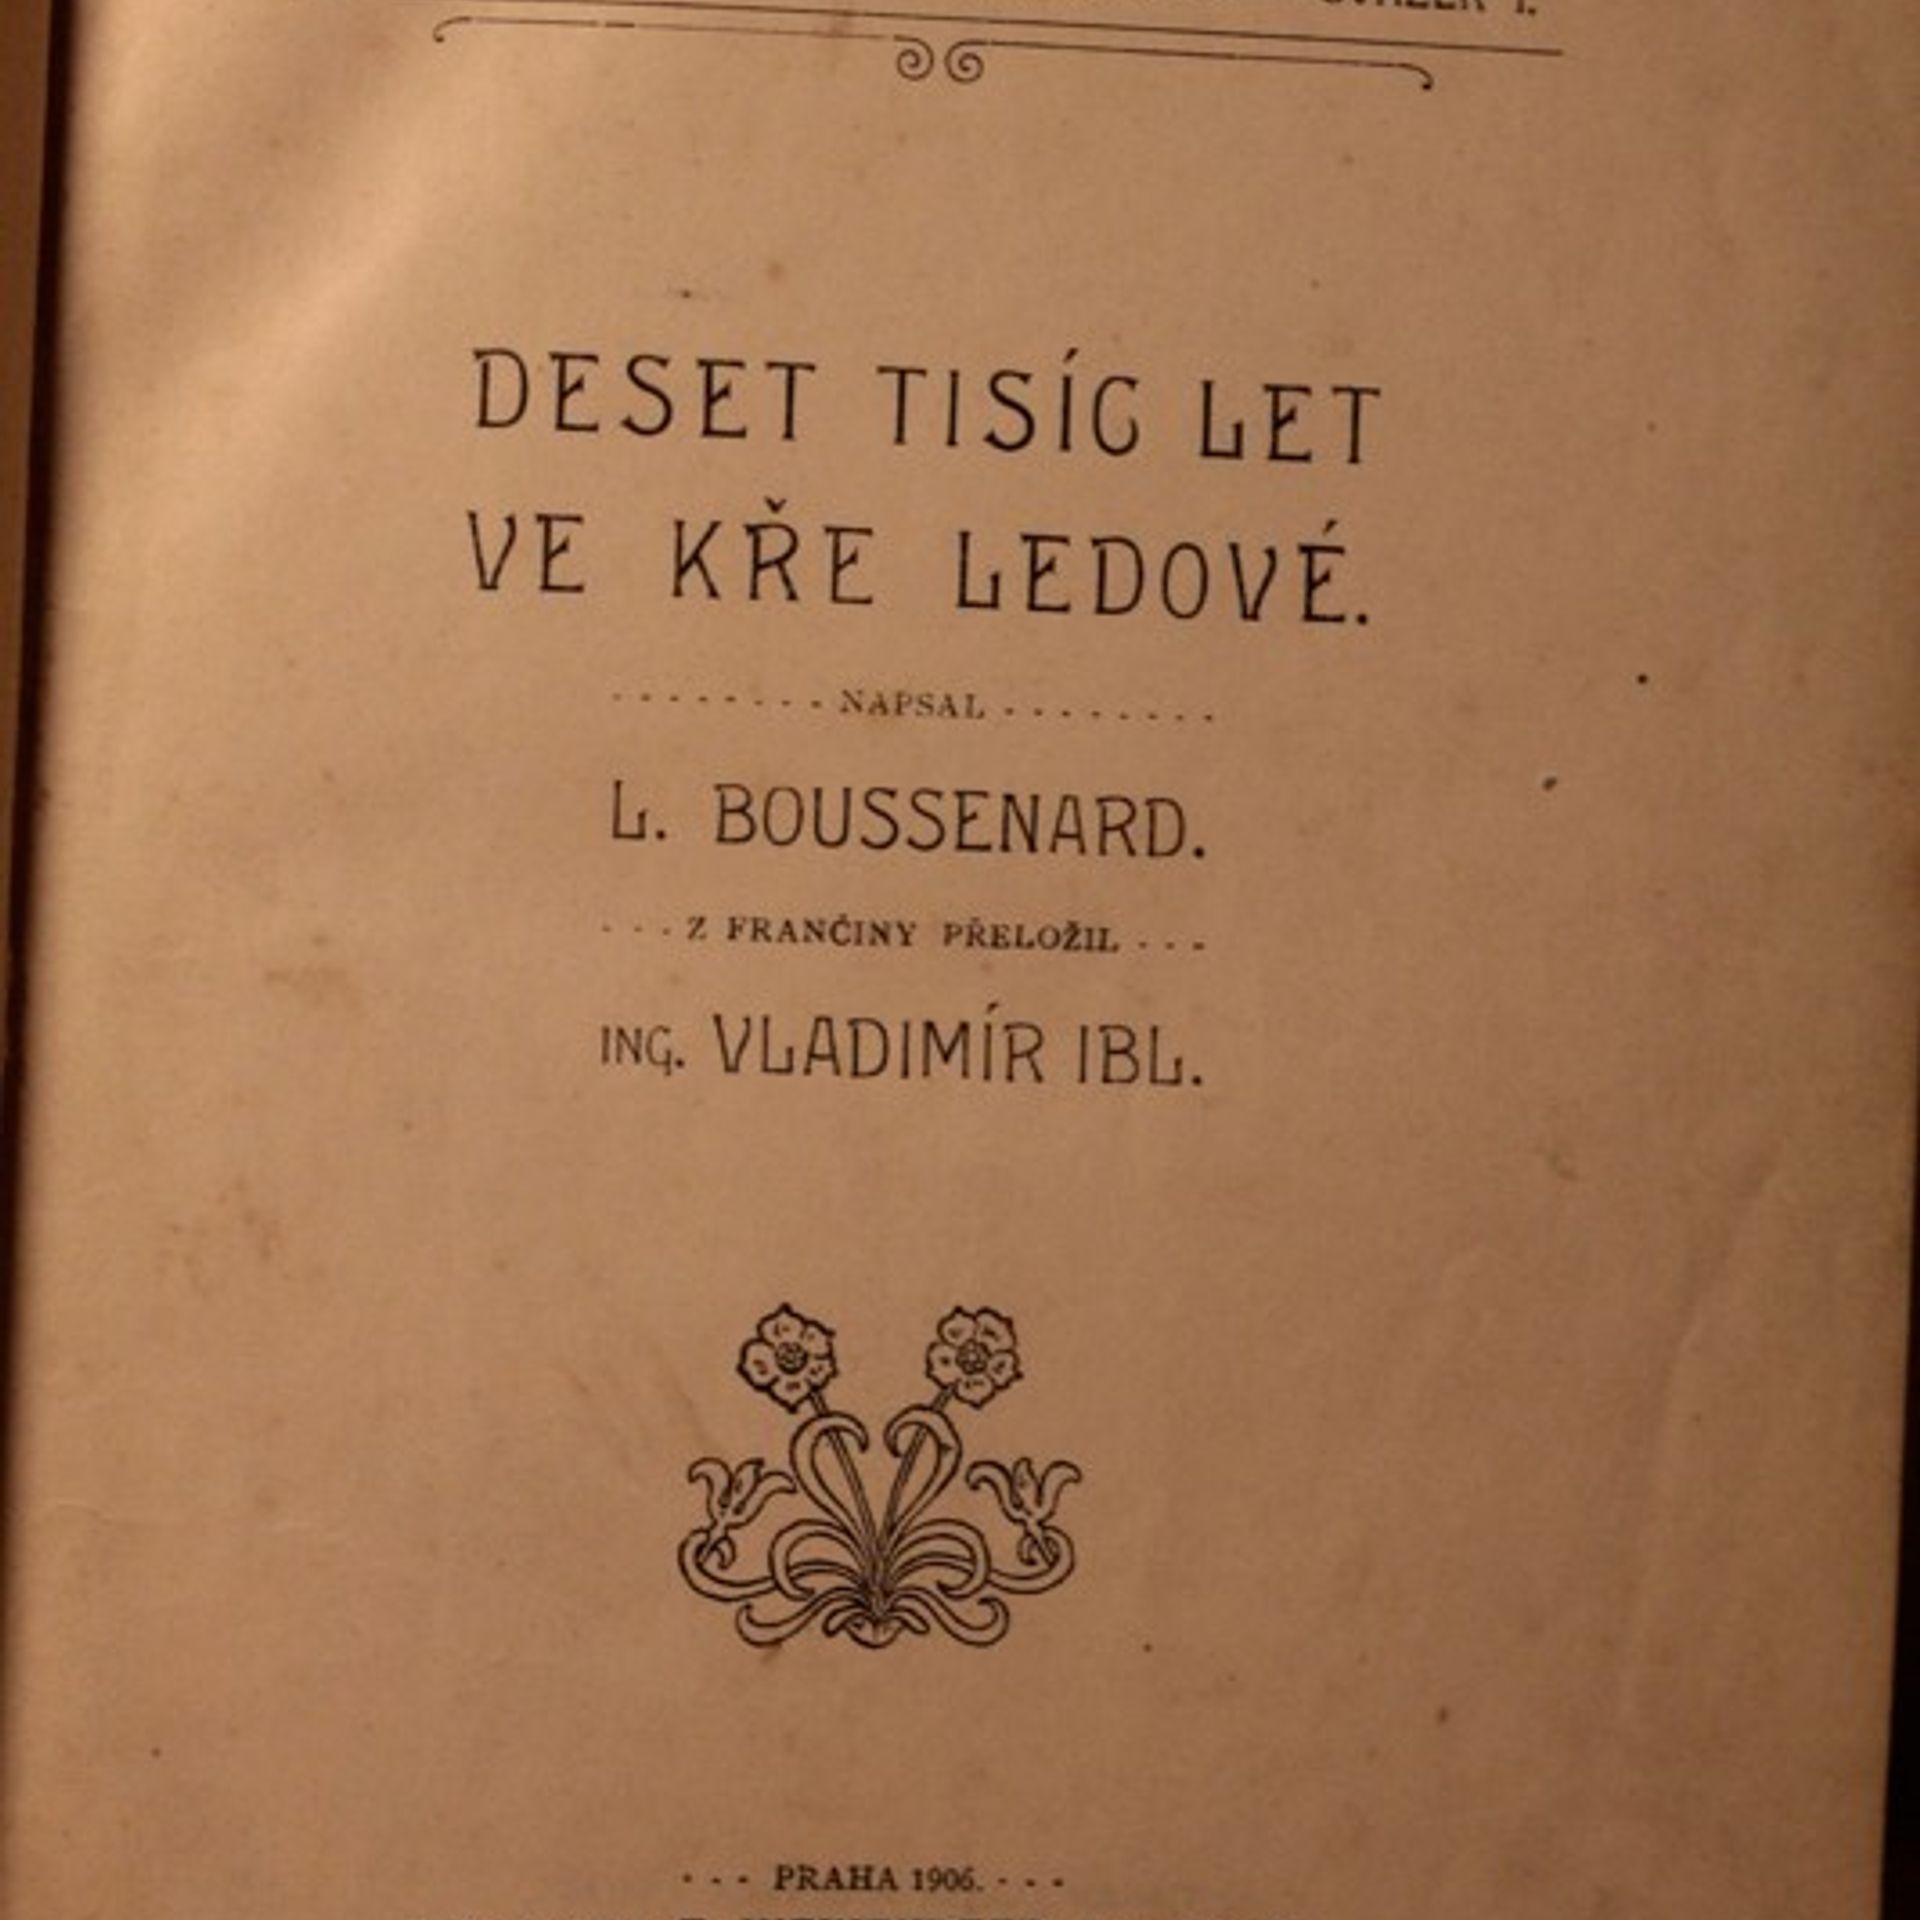 DESET TISÍC LET
VE KŘE LEDOVÉ.
NAPSAL
L. BOUSSENARD.
Z FRANČINY PŘELOŽIL
ING. VLADIMÍR IBL.
PRAHA 1906.